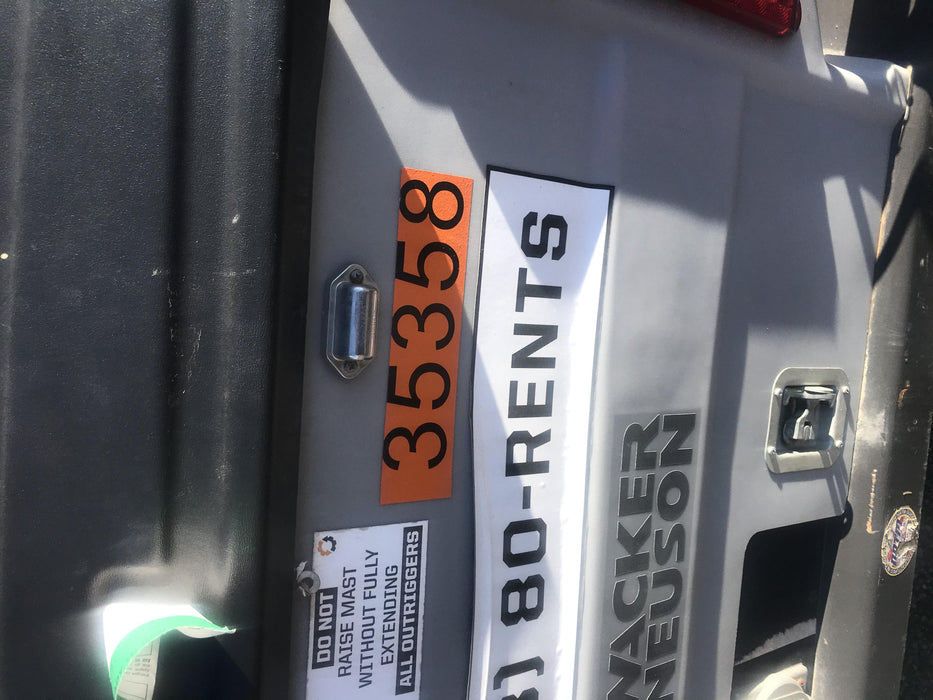 35358
) 80-RENTS
WACKER
NEUSON
DO NOT
RAISE MAST
WITHOUT FULLY
EXTENDING
ALL OUTRIGGERS